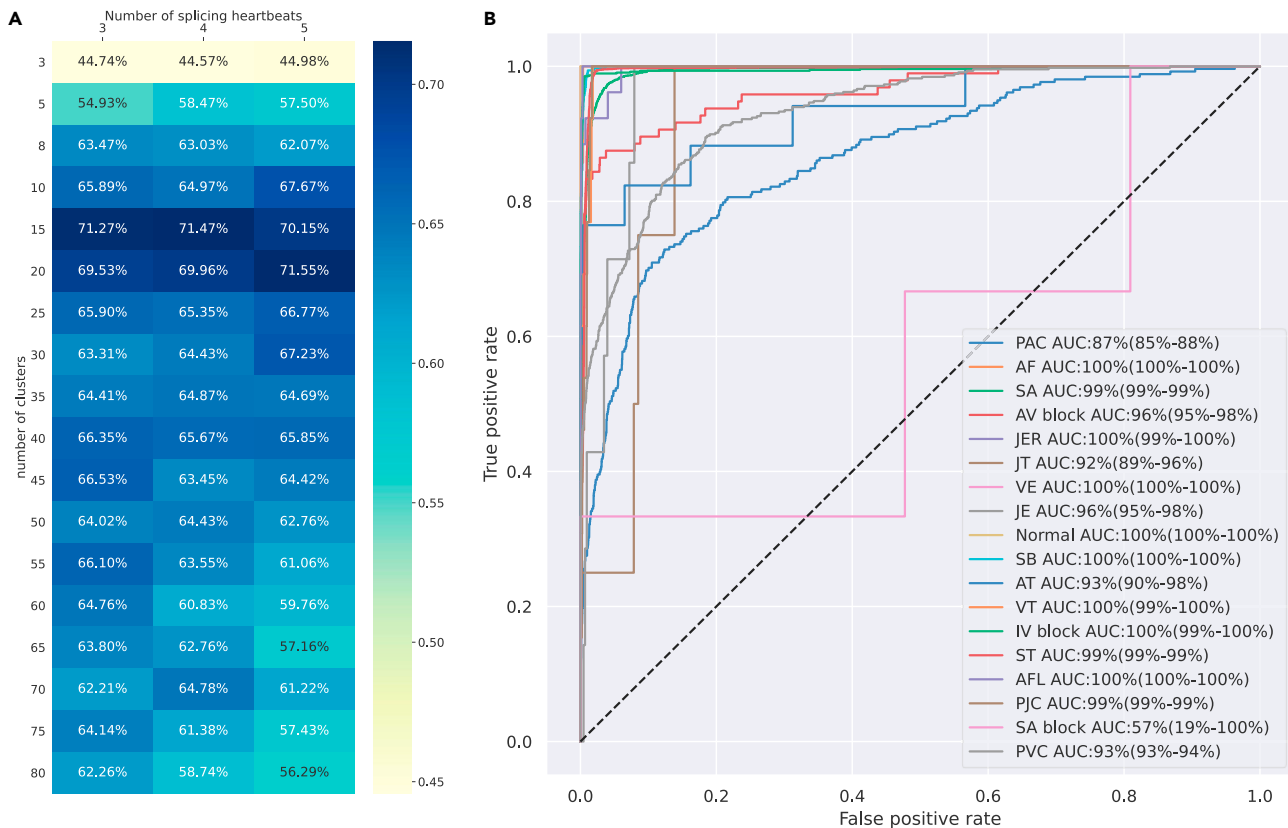 A
Number of splicing heartbeats
3 4 5
number of clusters
3 44.74% 44.57% 44.98%
5 54.93% 58.47% 57.50%
8 63.47% 63.03% 62.07%
10 65.89% 64.97% 67.67%
15 71.27% 71.47% 70.15%
20 69.53% 69.96% 71.55%
25 65.90% 65.35% 66.77%
30 63.31% 64.43% 67.23%
35 64.41% 64.87% 64.69%
40 66.35% 65.67% 65.85%
45 66.53% 63.45% 64.42%
50 64.02% 64.43% 62.76%
55 66.10% 63.55% 61.06%
60 64.76% 60.83% 59.76%
65 63.80% 62.76% 57.16%
70 62.21% 64.78% 61.22%
75 64.14% 61.38% 57.43%
80 62.26% 58.74% 56.29%
0.70
0.65
0.60
0.55
0.50
0.45
B
True positive rate
1.0
0.8
0.6
0.4
0.2
0.0
PAC AUC:87%(85%-88%)
AF AUC:100%(100%-100%)
SA AUC:99%(99%-99%)
AV block AUC:96%(95%-98%)
JER AUC:100%(99%-100%)
JT AUC:92%(89%-96%)
VE AUC:100%(100%-100%)
JE AUC:96%(95%-98%)
Normal AUC:100%(100%-100%)
SB AUC:100%(100%-100%)
AT AUC:93%(90%-98%)
VT AUC:100%(99%-100%)
IV block AUC:100%(99%-100%)
ST AUC:99%(99%-99%)
AFL AUC:100%(100%-100%)
PJC AUC:99%(99%-99%)
SA block AUC:57%(19%-100%)
PVC AUC:93%(93%-94%)
0.0 0.2 0.4 0.6 0.8 1.0
False positive rate